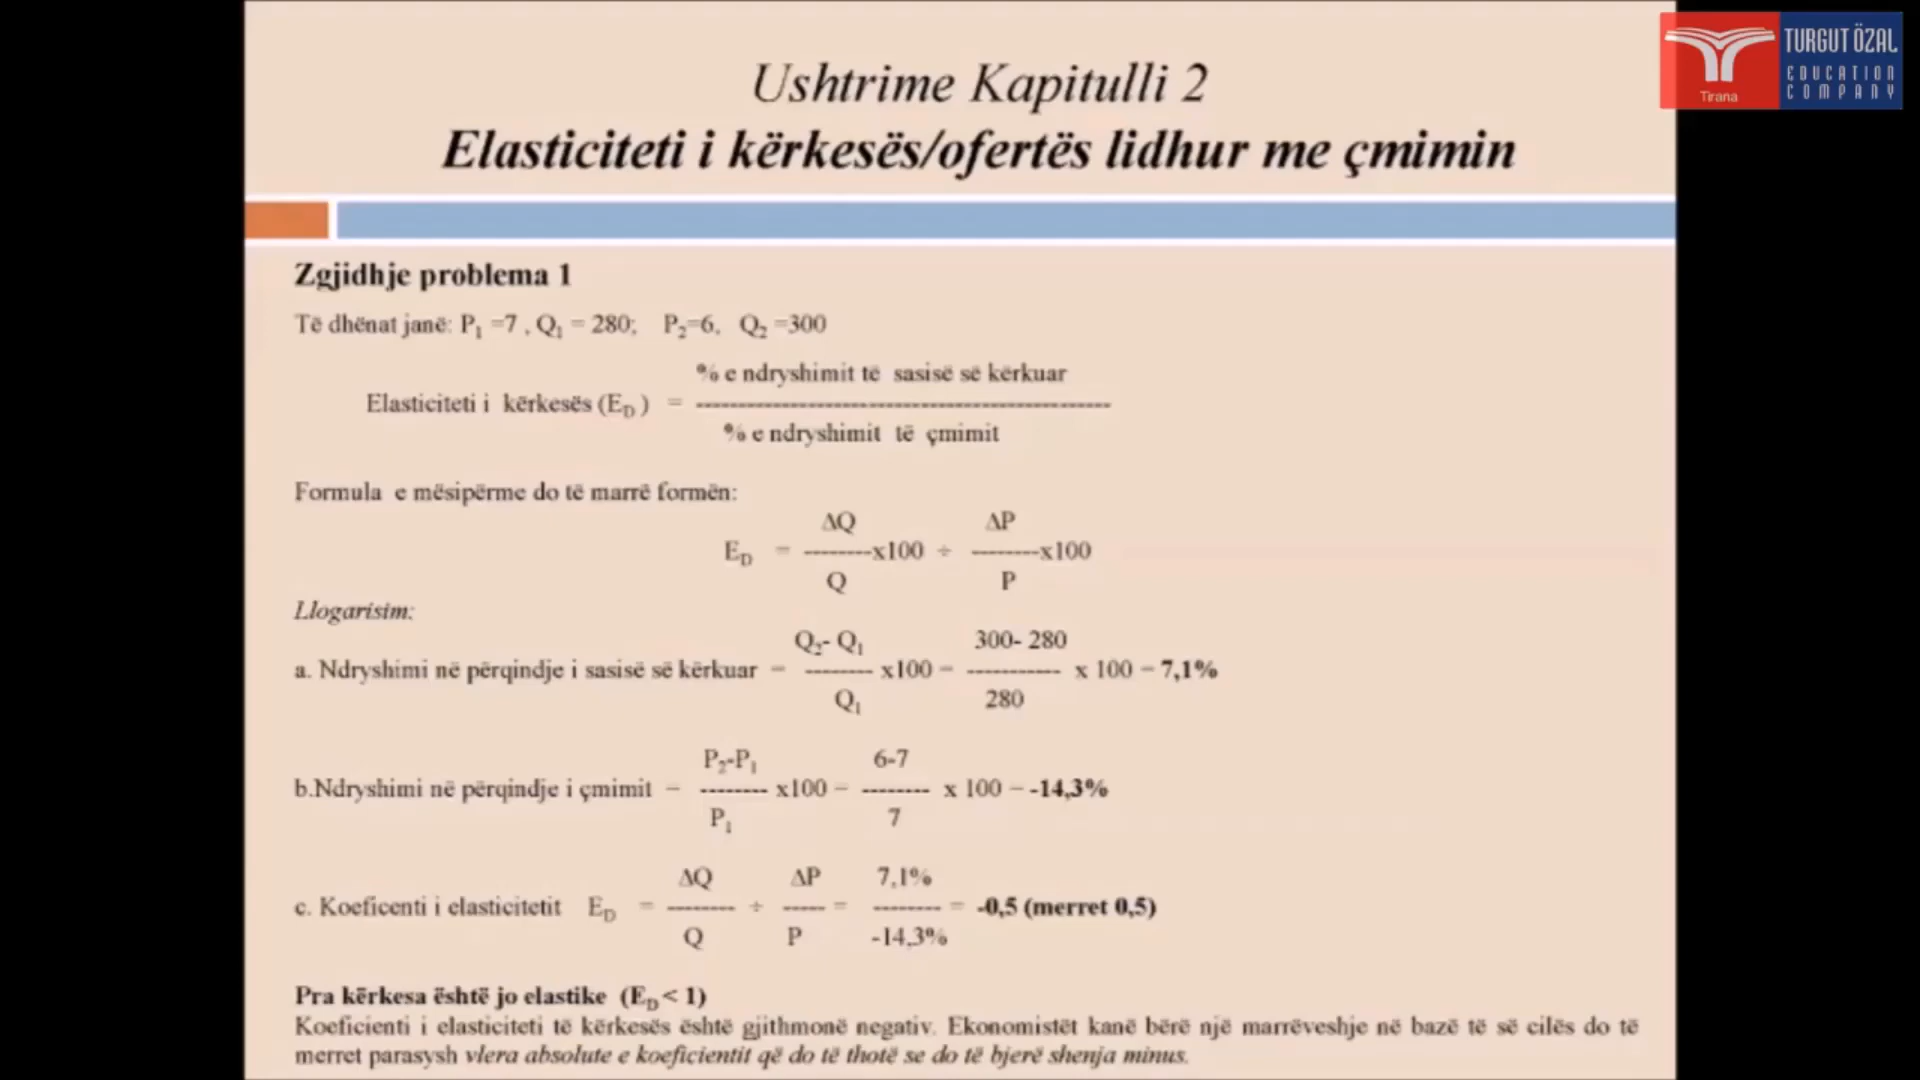 TURGUT ÖZAL
EDUCATION
COMPANY
Tirana
Ushtrime Kapitulli 2
Elasticiteti i kërkesës/ofertës lidhur me çmimin
Zgjidhje problema 1
Të dhënat janë: P₁ =7 , Q₁ = 280; P₂=6, Q₂ =300
% e ndryshimit të sasisë së kërkuar
Elasticiteti i kërkesës (E_D ) = --------------------------------------------------
% e ndryshimit të çmimit
Formula e mësipërme do të marrë formën:
ΔQ ΔP
E_D = --------x100 ÷ --------x100
Q P
Llogarisim:
Q₂- Q₁ 300- 280
a. Ndryshimi në përqindje i sasisë së kërkuar = -------- x100 = ----------- x 100 = 7,1%
Q₁ 280
P₂-P₁ 6-7
b.Ndryshimi në përqindje i çmimit = -------- x100 = -------- x 100 = -14,3%
P₁ 7
ΔQ ΔP 7,1%
c. Koeficenti i elasticitetit E_D = -------- ÷ ----- = -------- = -0,5 (merret 0,5)
Q P -14,3%
Pra kërkesa është jo elastike (E_D < 1)
Koeficienti i elasticiteti të kërkesës është gjithmonë negativ. Ekonomistët kanë bërë një marrëveshje në bazë të së cilës do të
merret parasysh vlera absolute e koeficientit që do të thotë se do të bjerë shenja minus.